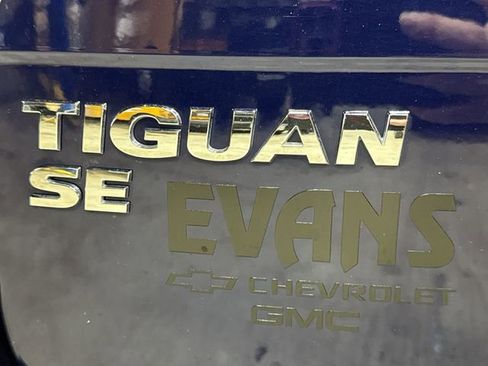 TIGUAN
SE
EVANS
CHEVROLET
GMC